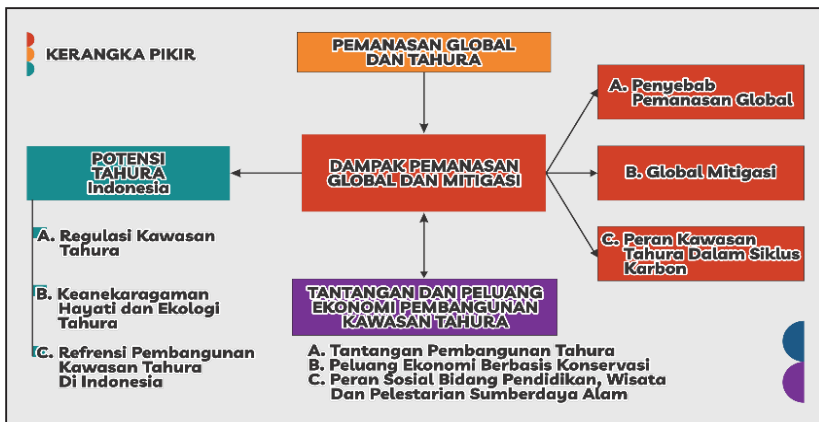 KERANGKA PIKIR
PEMANASAN GLOBAL
DAN TAHURA
A. Penyebab
Pemanasan Global
POTENSI
TAHURA
Indonesia
DAMPAK PEMANASAN
GLOBAL DAN MITIGASI
B. Global Mitigasi
A. Regulasi Kawasan
Tahura
C. Peran Kawasan
Tahura Dalam Siklus
Karbon
B. Keanekaragaman
Hayati dan Ekologi
Tahura
TANTANGAN DAN PELUANG
EKONOMI PEMBANGUNAN
KAWASAN TAHURA
C. Refrensi Pembangunan
Kawasan Tahura
Di Indonesia
A. Tantangan Pembangunan Tahura
B. Peluang Ekonomi Berbasis Konservasi
C. Peran Sosial Bidang Pendidikan, Wisata
Dan Pelestarian Sumberdaya Alam